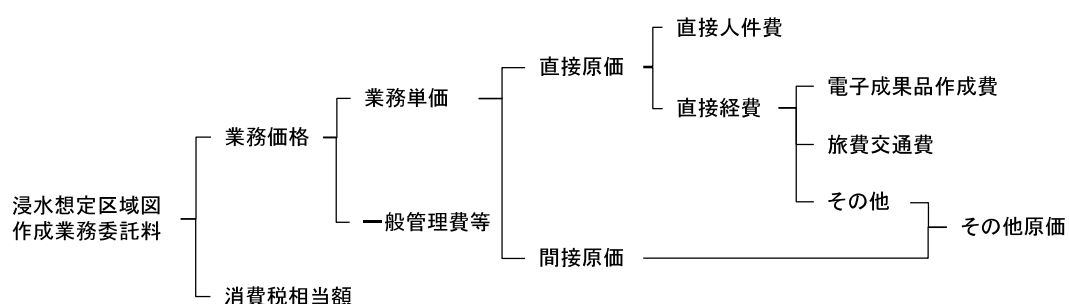 直接人件費
直接原価
電子成果品作成費
業務単価
直接経費
業務価格
旅費交通費
浸水想定区域図
作成業務委託料
その他
一般管理費等
その他原価
間接原価
消費税相当額